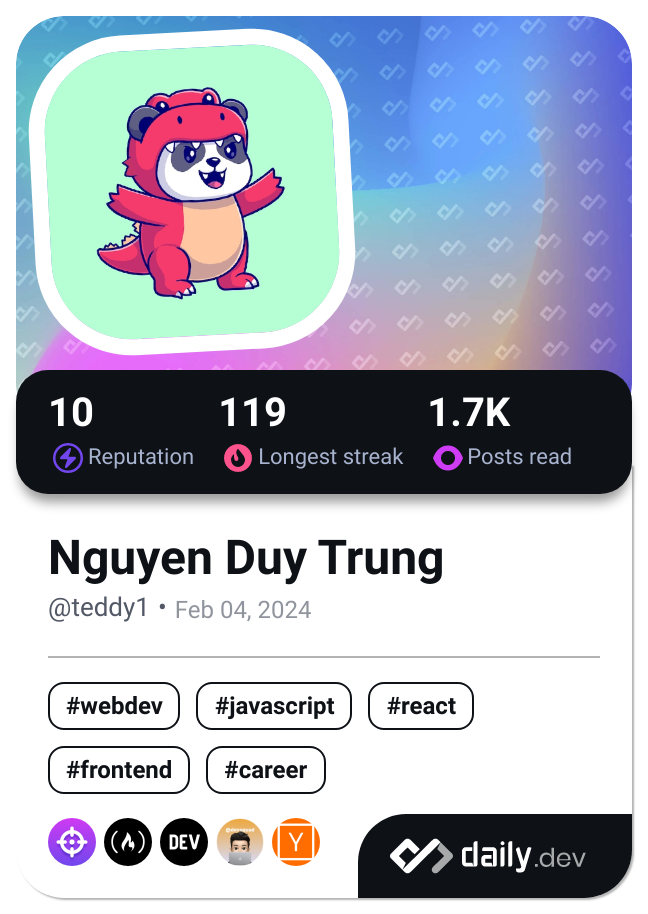 10 119 1.7K
Reputation Longest streak Posts read
Nguyen Duy Trung
@teddy1 • Feb 04, 2024
#webdev #javascript #react
#frontend #career
DEV Y
daily.dev